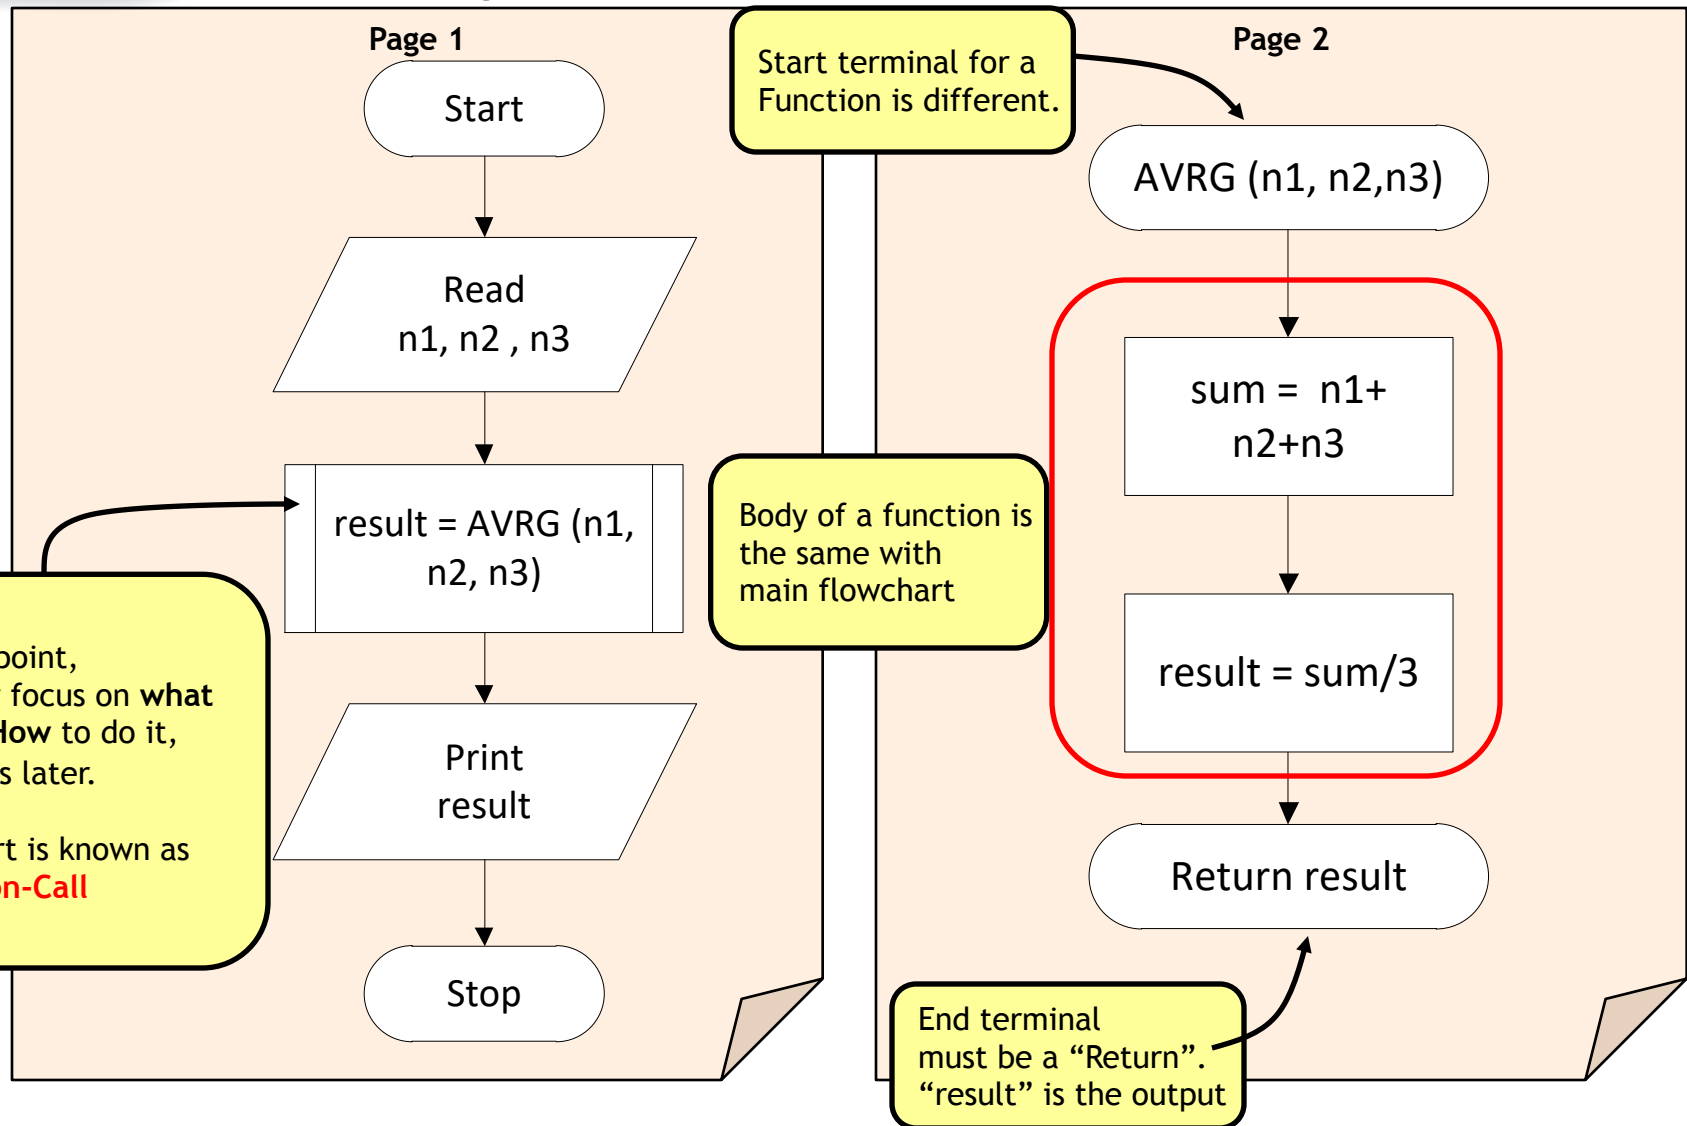 Page 1
Start
Read
n1, n2 , n3
result = AVRG (n1,
n2, n3)
point,
focus on what
How to do it,
later.
is known as
Call
Print
result
Stop
Start terminal for a
Function is different.
Body of a function is
the same with
main flowchart
Page 2
AVRG (n1, n2,n3)
sum = n1+
n2+n3
result = sum/3
Return result
End terminal
must be a “Return”.
“result” is the output